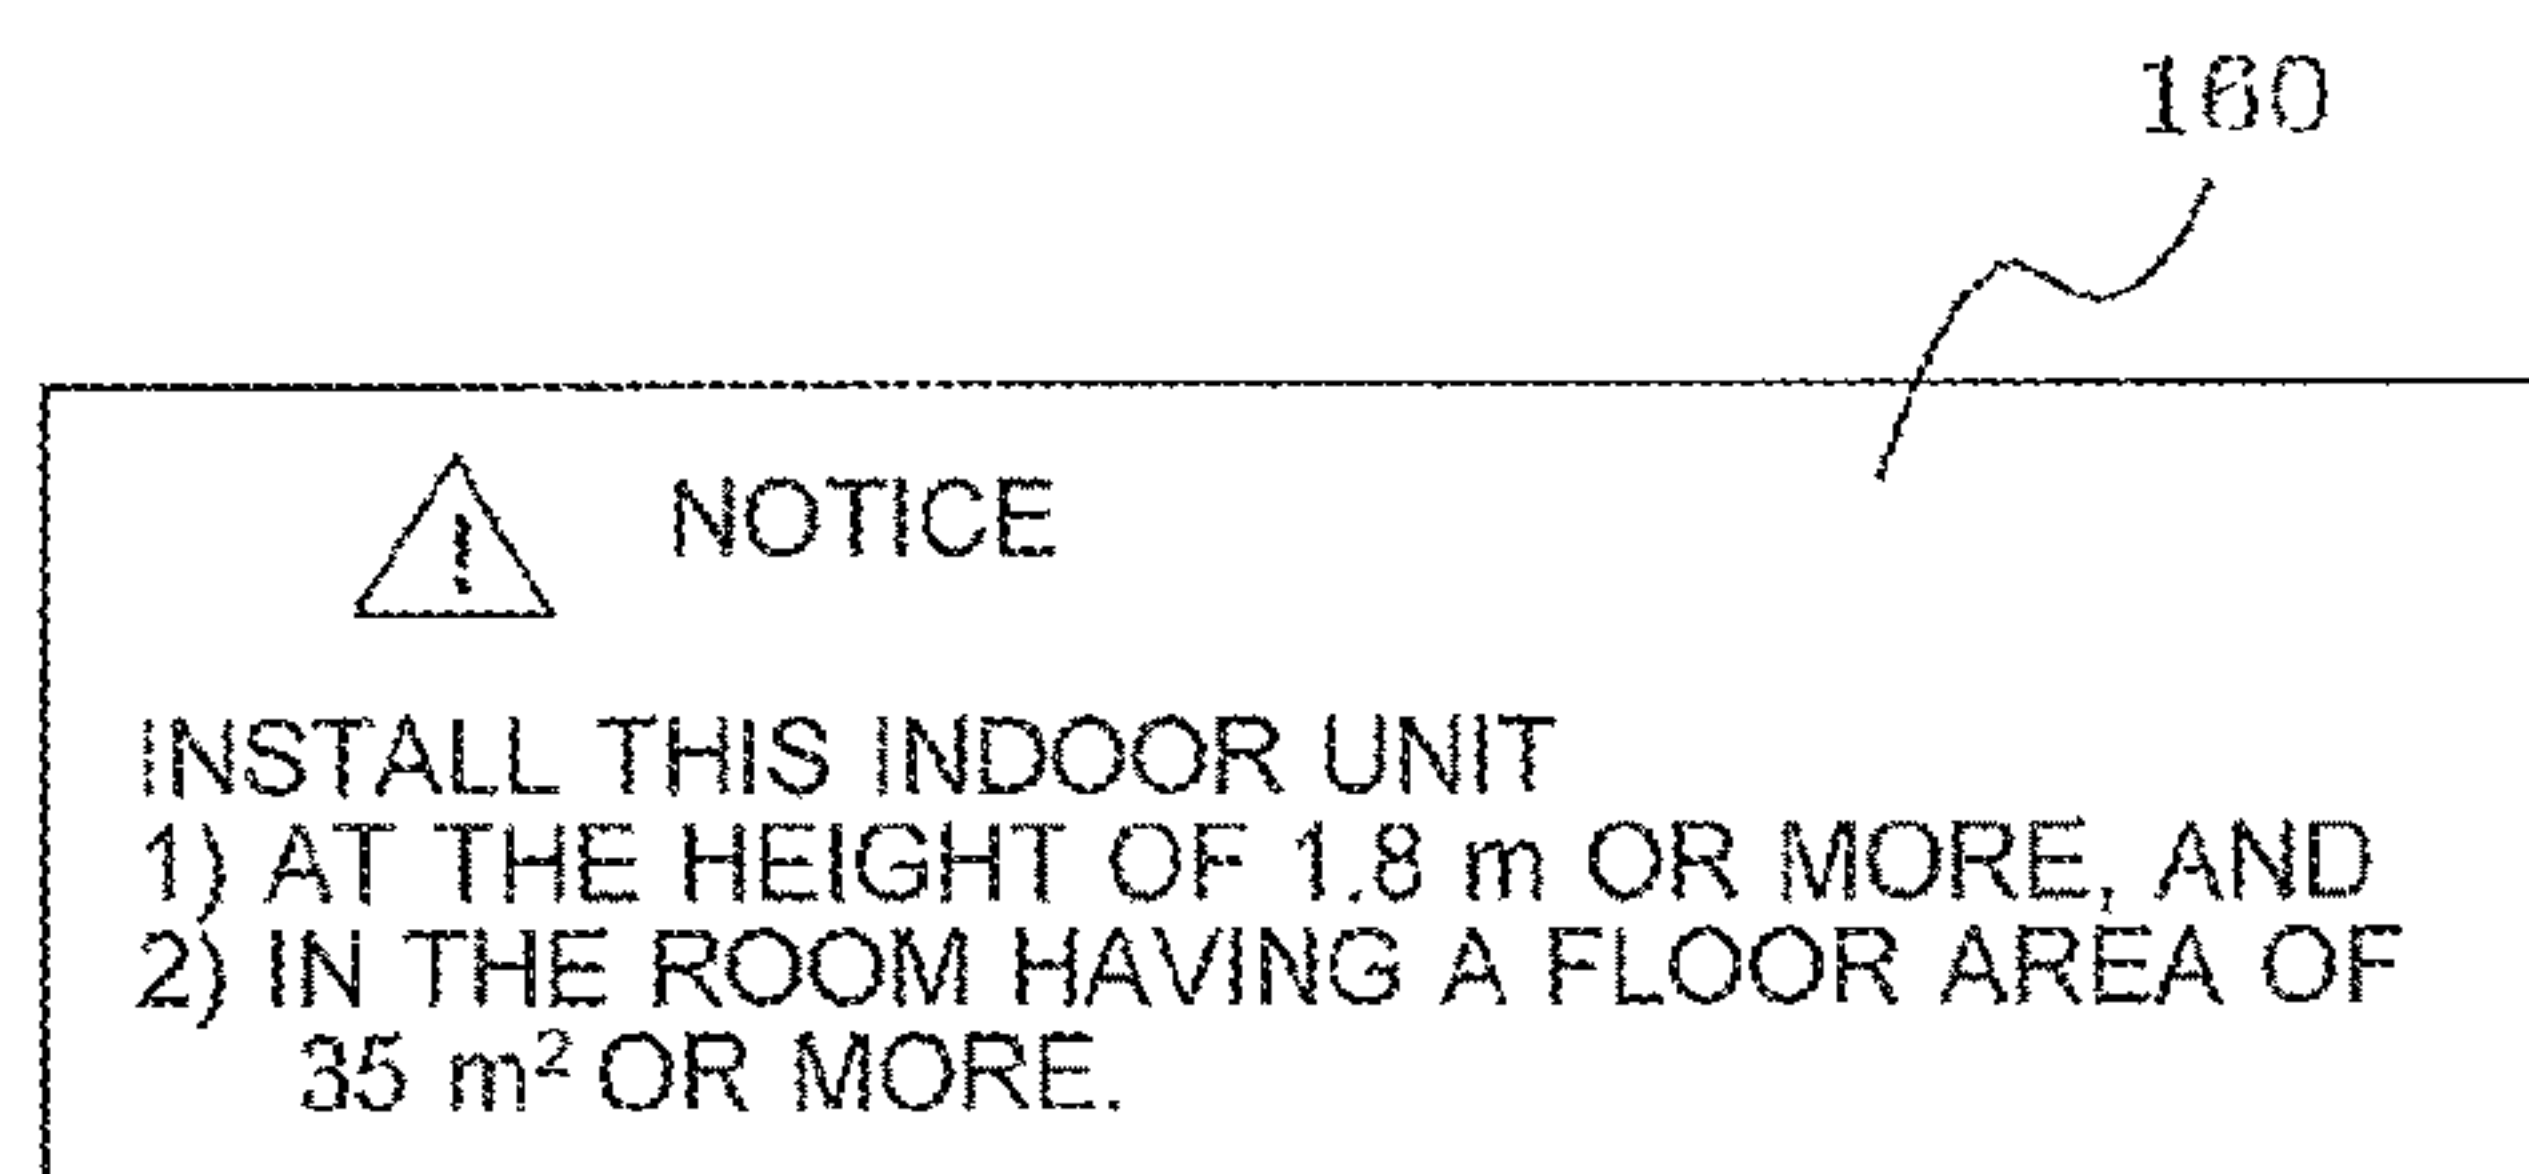 160
NOTICE
INSTALL THIS INDOOR UNIT
1) AT THE HEIGHT OF 1.8 m OR MORE, AND
2) IN THE ROOM HAVING A FLOOR AREA OF
35 m² OR MORE.